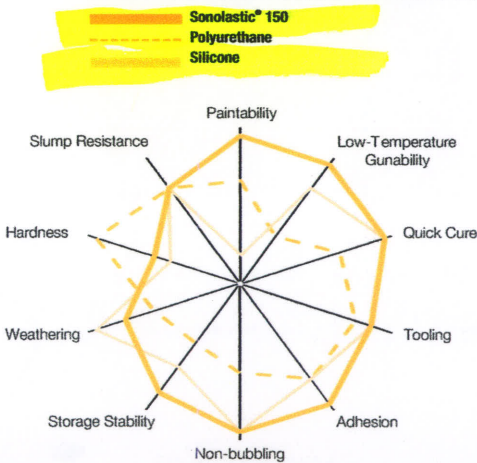 Sonolastic® 150
Polyurethane
Silicone
Paintability
Slump Resistance
Low-Temperature
Gunability
Hardness
Quick Cure
Weathering
Tooling
Storage Stability
Adhesion
Non-bubbling